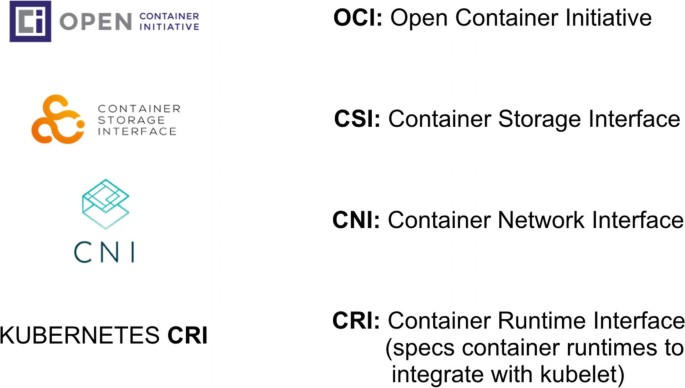 Ci OPEN CONTAINER INITIATIVE
OCI: Open Container Initiative
CONTAINER
STORAGE
INTERFACE
CSI: Container Storage Interface
CNI
CNI: Container Network Interface
KUBERNETES CRI
CRI: Container Runtime Interface
(specs container runtimes to
integrate with kubelet)